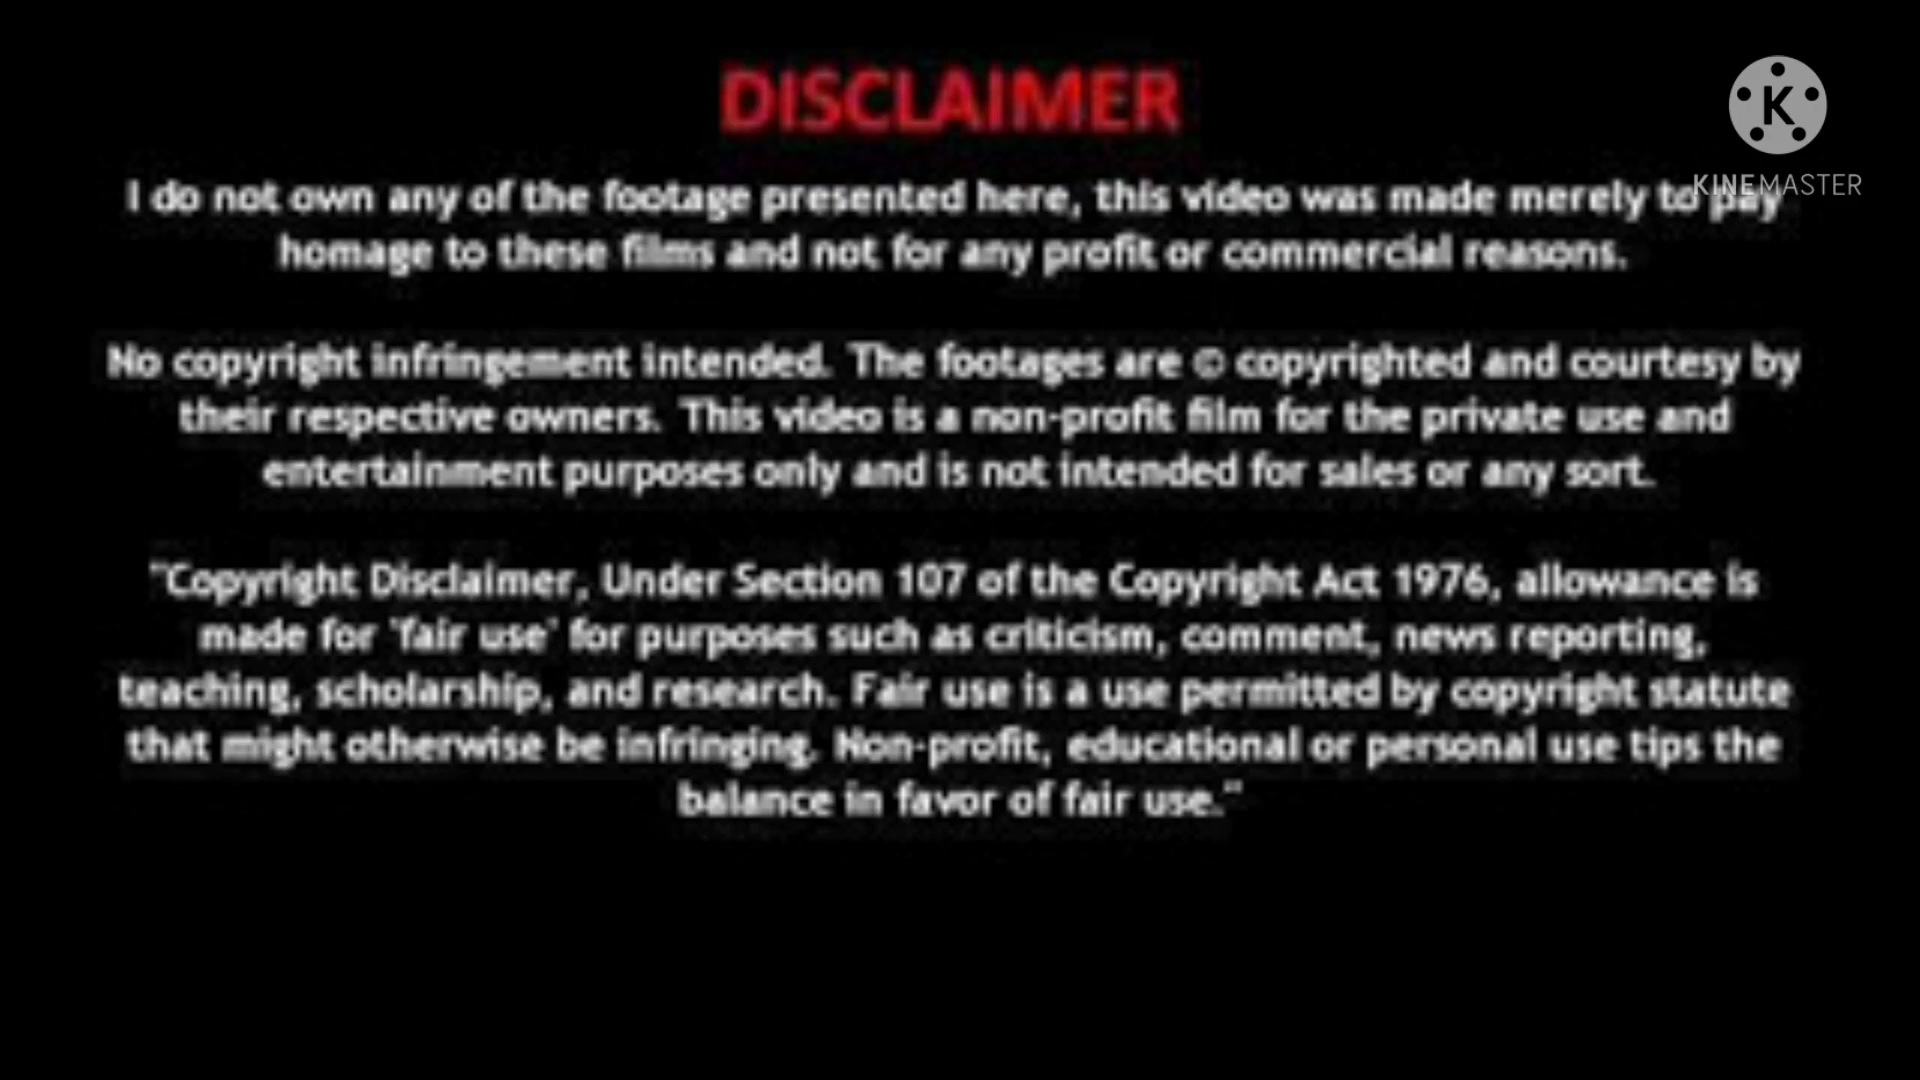 DISCLAIMER
K
KINEMASTER
I do not own any of the footage presented here, this video was made merely to pay
homage to these films and not for any profit or commercial reasons.
No copyright infringement intended. The footages are © copyrighted and courtesy by
their respective owners. This video is a non-profit film for the private use and
entertainment purposes only and is not intended for sales or any sort.
"Copyright Disclaimer, Under Section 107 of the Copyright Act 1976, allowance is
made for 'fair use' for purposes such as criticism, comment, news reporting,
teaching, scholarship, and research. Fair use is a use permitted by copyright statute
that might otherwise be infringing. Non-profit, educational or personal use tips the
balance in favor of fair use."